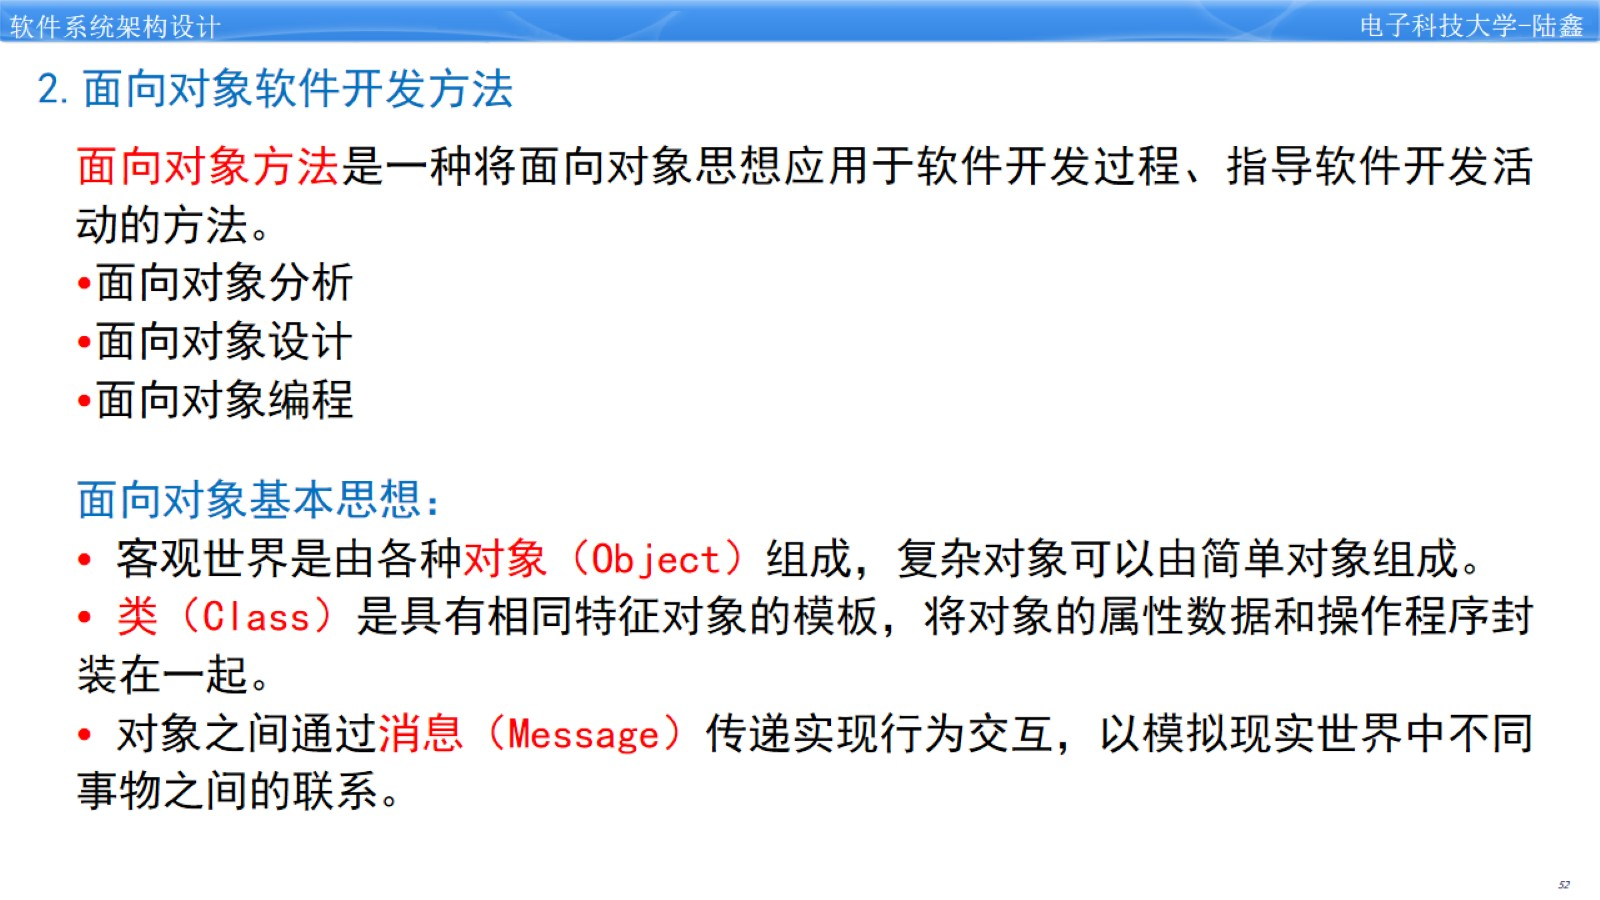 软件系统架构设计
电子科技大学-陆鑫
2. 面向对象软件开发方法
面向对象方法是一种将面向对象思想应用于软件开发过程、指导软件开发活
动的方法。
•面向对象分析
•面向对象设计
•面向对象编程
面向对象基本思想：
• 客观世界是由各种对象（Object）组成，复杂对象可以由简单对象组成。
• 类（Class）是具有相同特征对象的模板，将对象的属性数据和操作程序封
装在一起。
• 对象之间通过消息（Message）传递实现行为交互，以模拟现实世界中不同
事物之间的联系。
52